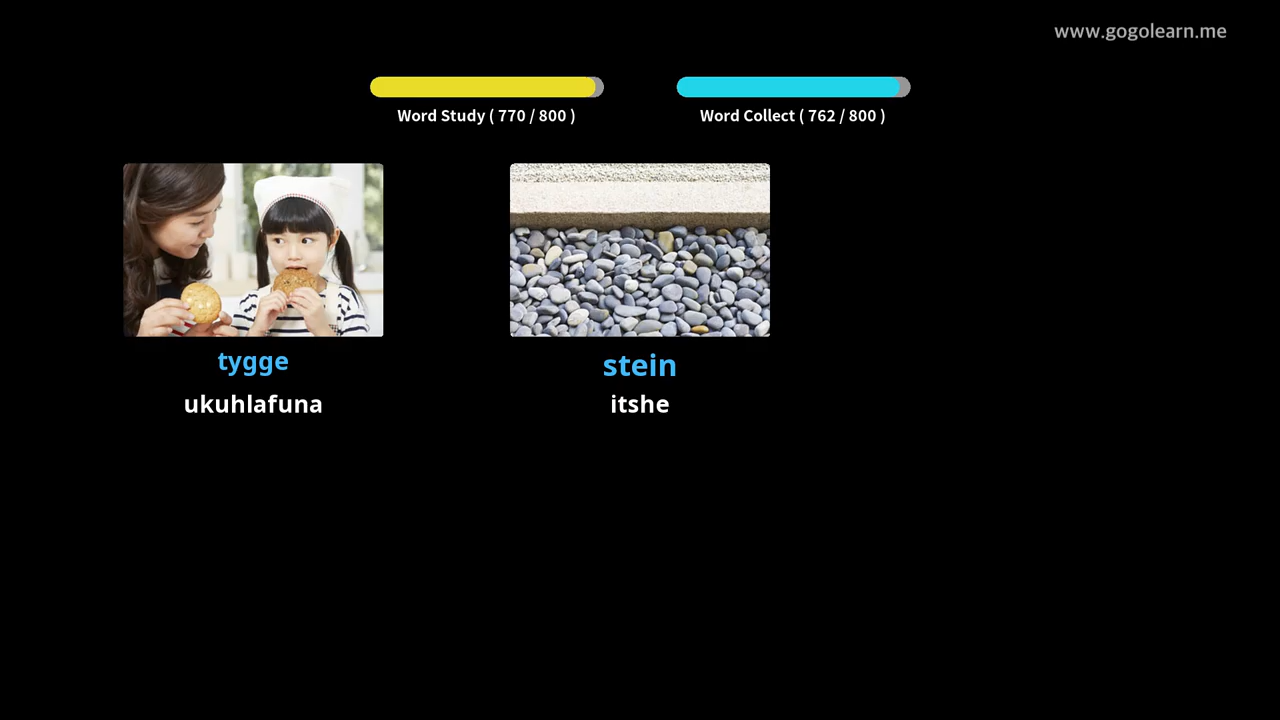 www.gogolearn.me
Word Study ( 770 / 800 )
Word Collect ( 762 / 800 )
tygge
ukuhlafuna
stein
itshe